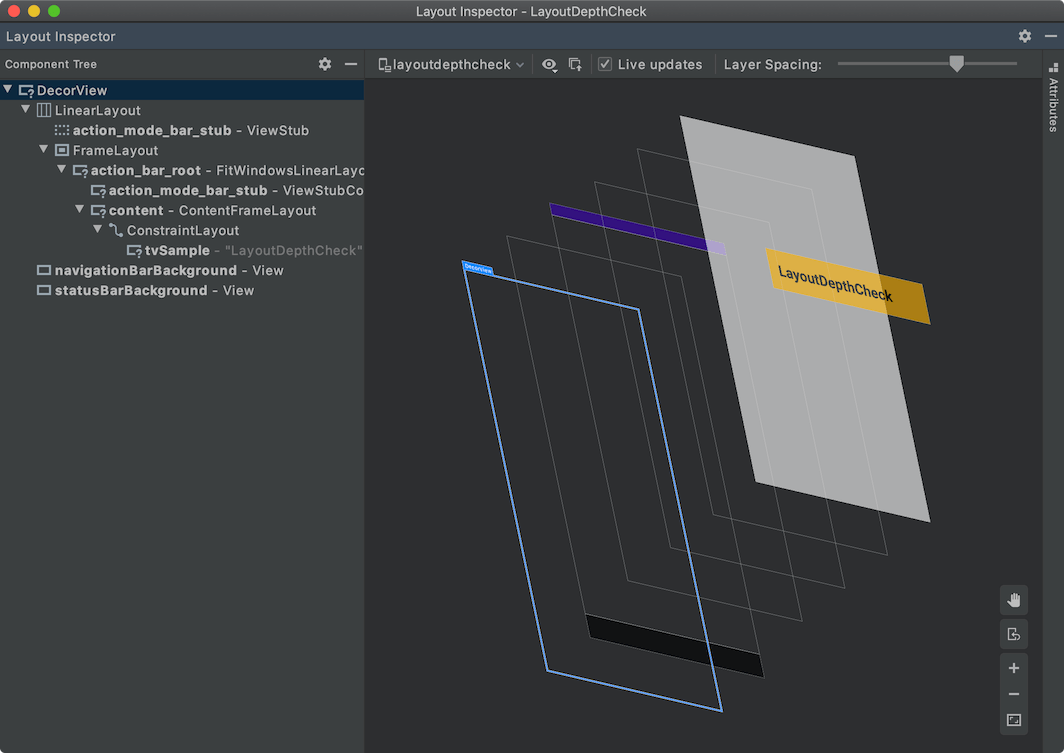 Layout Inspector - LayoutDepthCheck
Layout Inspector
Component Tree
layoutdepthcheck
Live updates
Layer Spacing:
Attributes
DecorView
LinearLayout
action_mode_bar_stub - ViewStub
FrameLayout
action_bar_root - FitWindowsLinearLayo
action_mode_bar_stub - ViewStubCo
content - ContentFrameLayout
ConstraintLayout
tvSample - "LayoutDepthCheck"
navigationBarBackground - View
statusBarBackground - View
DecorView
LayoutDepthCheck